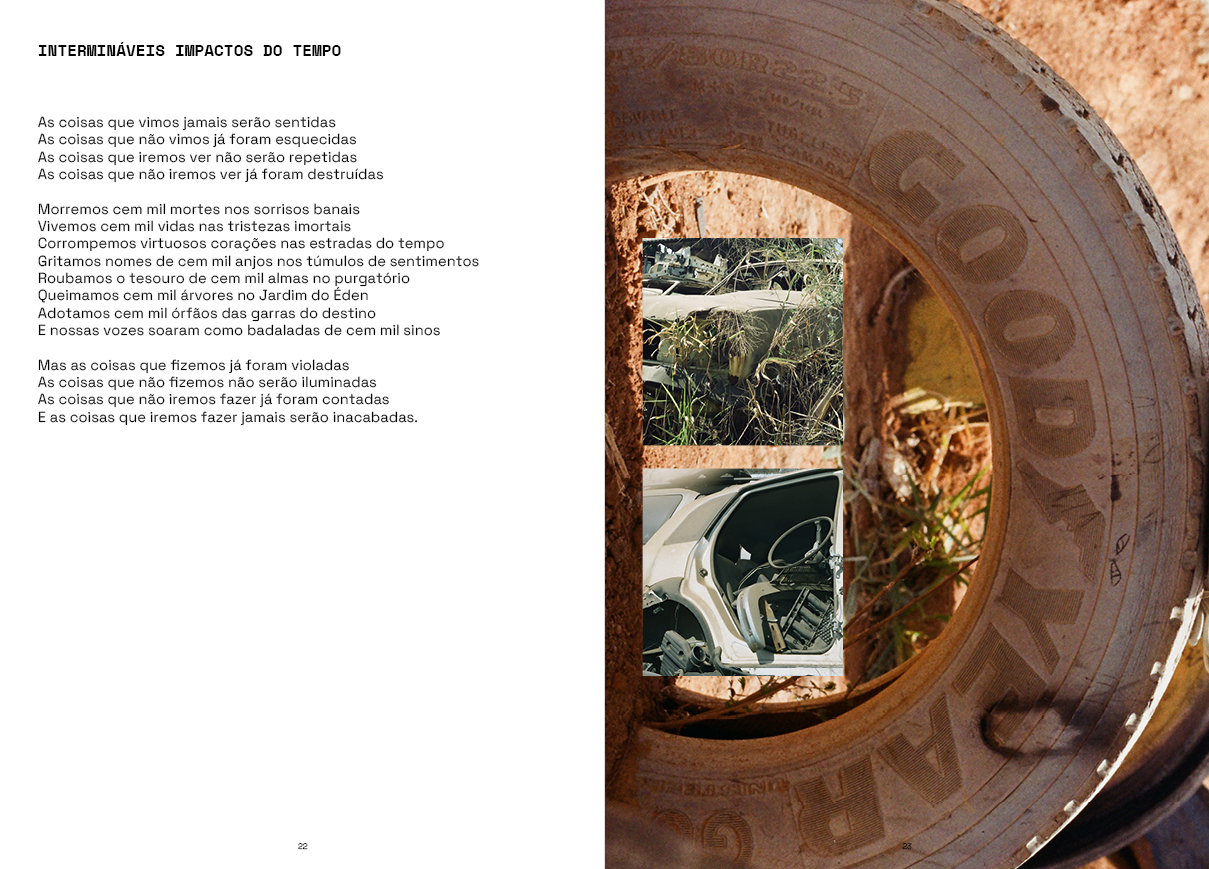 INTERMINÁVEIS IMPACTOS DO TEMPO
As coisas que vimos jamais serão sentidas
As coisas que não vimos já foram esquecidas
As coisas que iremos ver não serão repetidas
As coisas que não iremos ver já foram destruídas
Morremos cem mil mortes nos sorrisos banais
Vivemos cem mil vidas nas tristezas imortais
Corrompemos virtuosos corações nas estradas do tempo
Gritamos nomes de cem mil anjos nos túmulos de sentimentos
Roubamos o tesouro de cem mil almas no purgatório
Queimamos cem mil árvores no Jardim do Éden
Adotamos cem mil órfãos das garras do destino
E nossas vozes soaram como badaladas de cem mil sinos
Mas as coisas que fizemos já foram violadas
As coisas que não fizemos não serão iluminadas
As coisas que não iremos fazer já foram contadas
E as coisas que iremos fazer jamais serão inacabadas.
22
/80R22.5
M+S
GOODYEAR
23